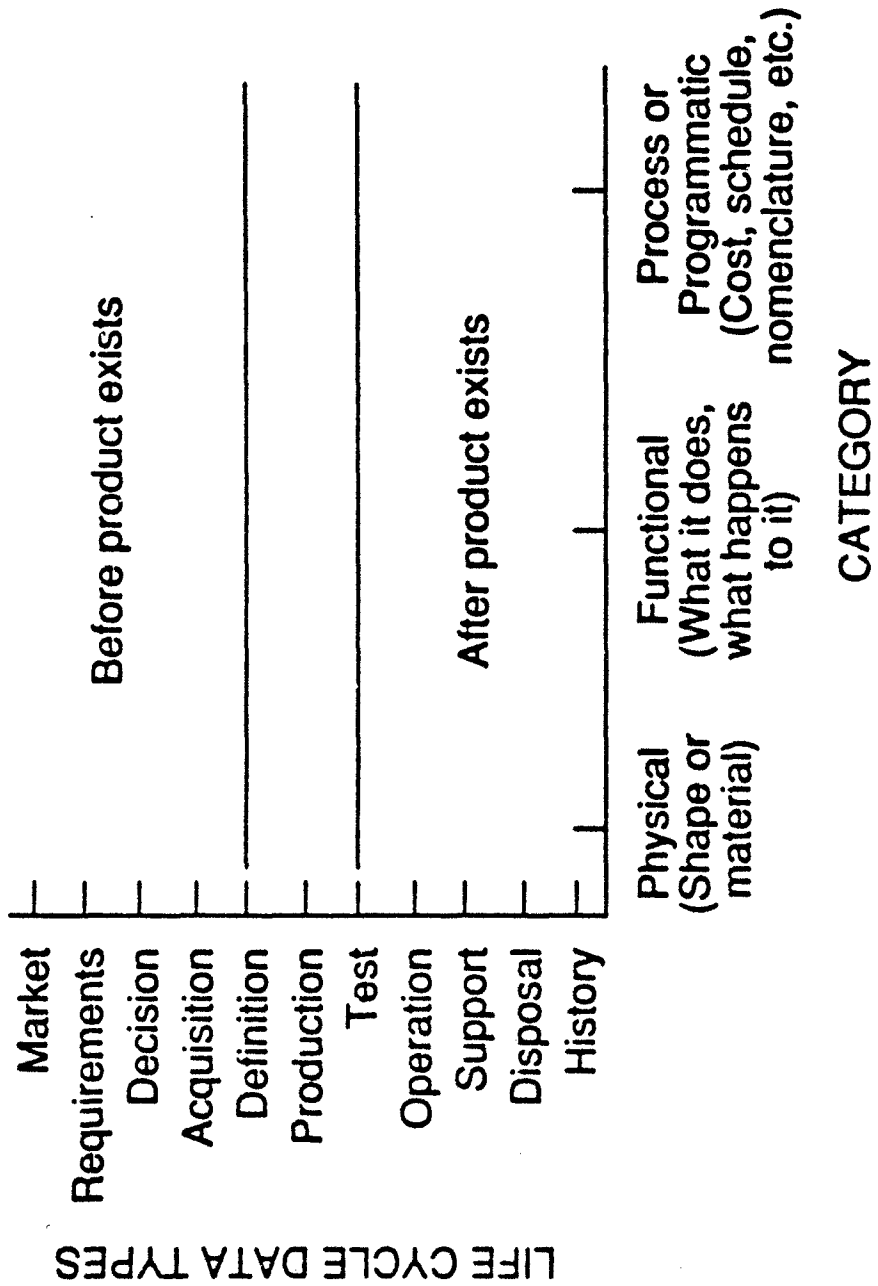 LIFE CYCLE DATA TYPES
Market
Requirements
Decision
Acquisition
Definition
Production
Test
Operation
Support
Disposal
History
Before product exists
After product exists
Physical
(Shape or
material)
Functional
(What it does,
what happens
to it)
Process or
Programmatic
(Cost, schedule,
nomenclature, etc.)
CATEGORY